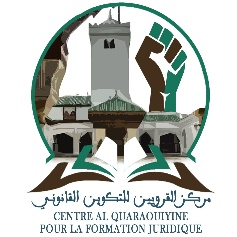 مركز القرويين للتكوين القانوني
CENTRE AL QUARAOUIYINE
POUR LA FORMATION JURIDIQUE